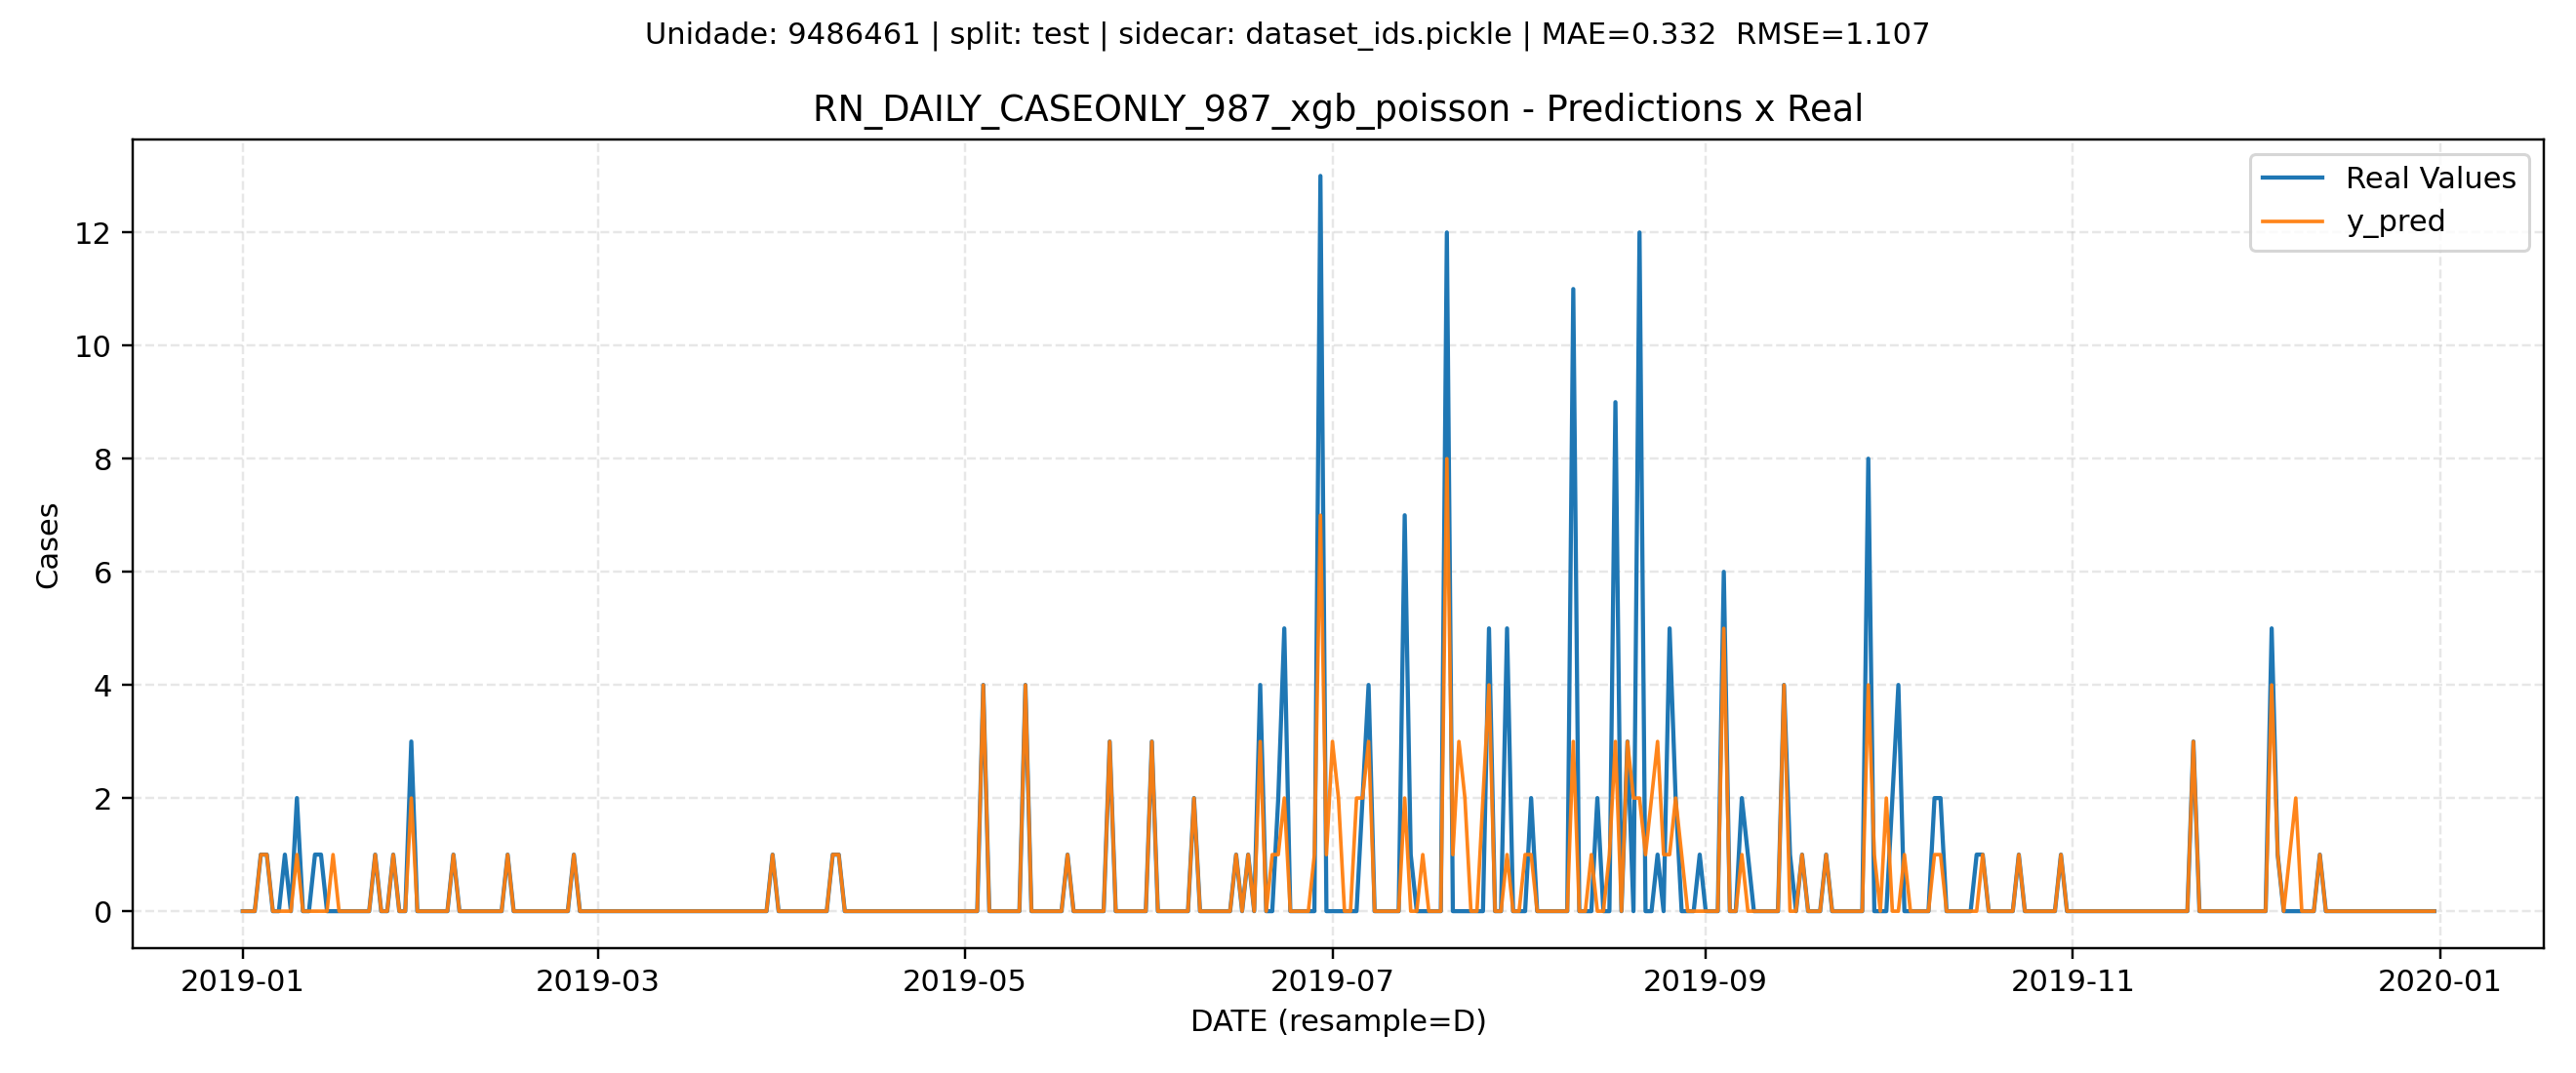 Unidade: 9486461 | split: test | sidecar: dataset_ids.pickle | MAE=0.332  RMSE=1.107
RN_DAILY_CASEONLY_987_xgb_poisson - Predictions x Real
Real Values
y_pred
12
10
8
6
4
2
0
Cases
2019-01
2019-03
2019-05
2019-07
2019-09
2019-11
2020-01
DATE (resample=D)